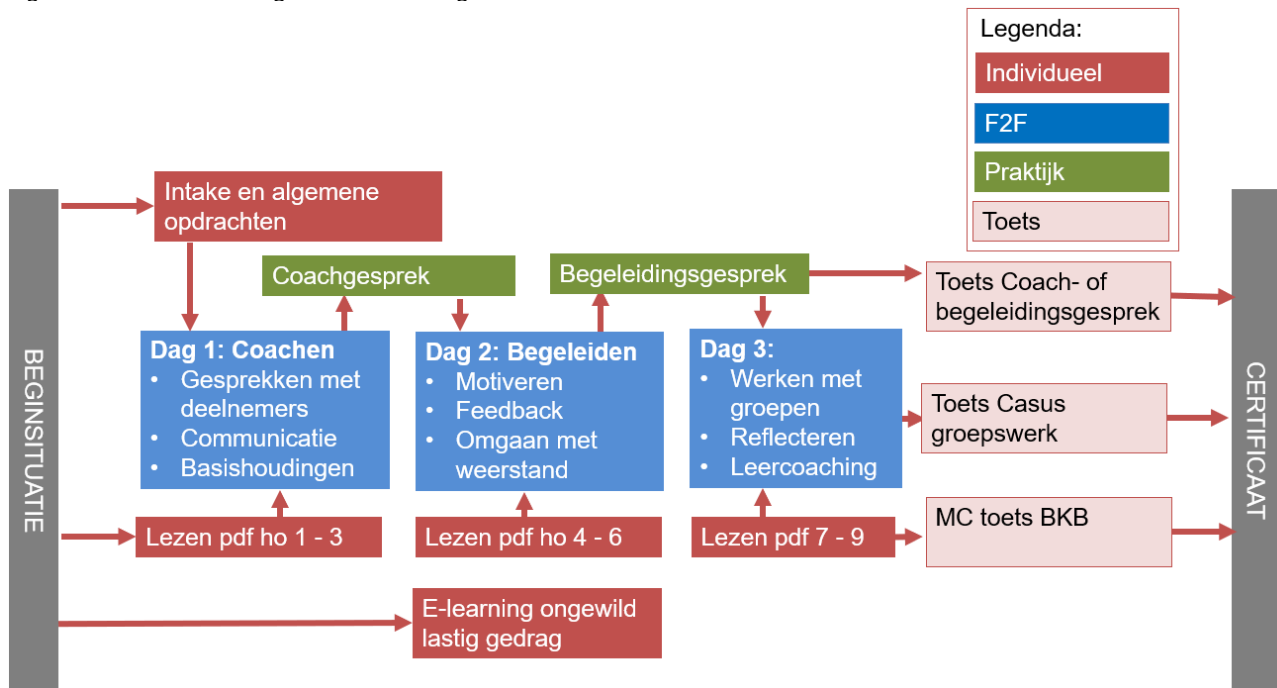 Legenda:
Individueel
F2F
Praktijk
Toets
BEGINSITUATIE
Intake en algemene
opdrachten
Coachgesprek
Begeleidingsgesprek
Toets Coach- of
begeleidingsgesprek
Dag 1: Coachen
• Gesprekken met
deelnemers
• Communicatie
• Basishoudingen
Dag 2: Begeleiden
• Motiveren
• Feedback
• Omgaan met
weerstand
Dag 3:
• Werken met
groepen
• Reflecteren
• Leercoaching
Toets Casus
groepswerk
Lezen pdf ho 1 - 3
Lezen pdf ho 4 - 6
Lezen pdf 7 - 9
MC toets BKB
E-learning ongewild
lastig gedrag
CERTIFICAAT